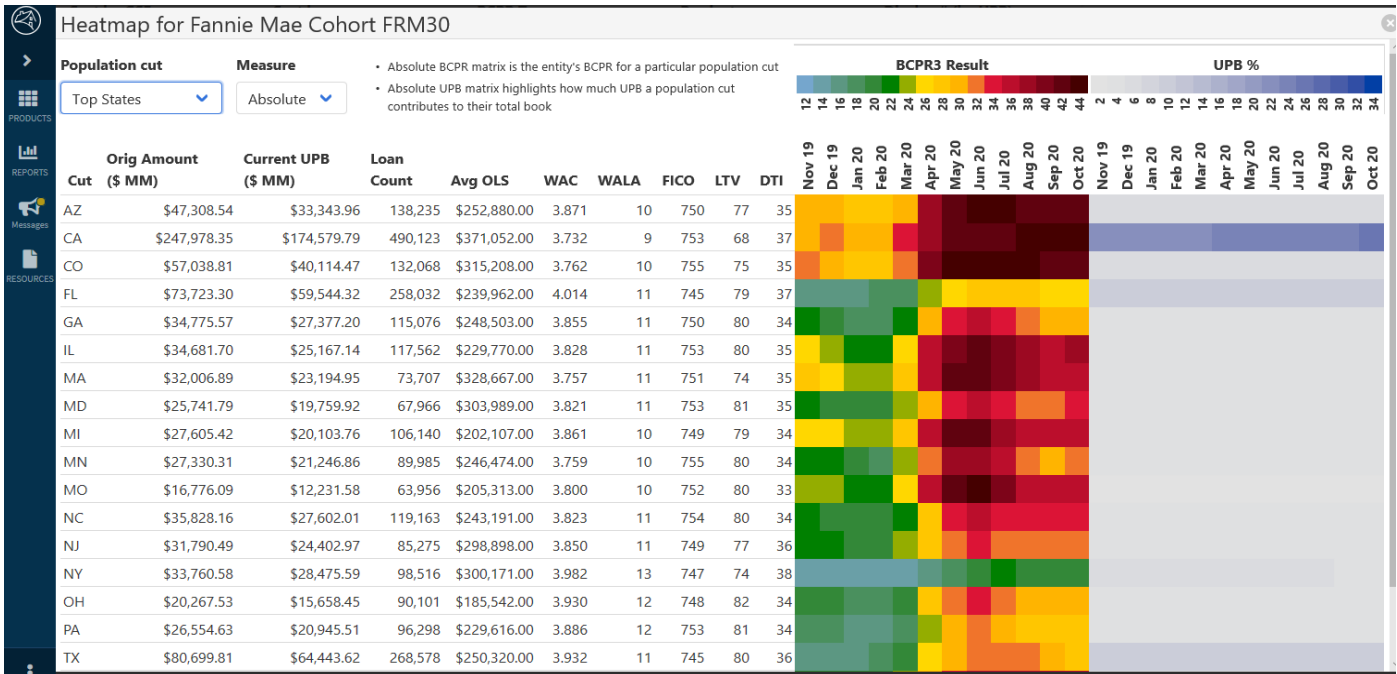 Heatmap for Fannie Mae Cohort FRM30
PRODUCTS
REPORTS
Messages
RESOURCES
Population cut
Measure
Top States
Absolute
• Absolute BCPR matrix is the entity's BCPR for a particular population cut
• Absolute UPB matrix highlights how much UPB a population cut
contributes to their total book
BCPR3 Result
UPB %
12 14 16 18 20 22 24 26 28 30 32 34 36 38 40 42 44
2 4 6 8 10 12 14 16 18 20 22 24 26 28 30 32 34
Cut Orig Amount ($ MM) Current UPB ($ MM) Loan Count Avg OLS WAC WALA FICO LTV DTI Nov 19 Dec 19 Jan 20 Feb 20 Mar 20 Apr 20 May 20 Jun 20 Jul 20 Aug 20 Sep 20 Oct 20 Nov 19 Dec 19 Jan 20 Feb 20 Mar 20 Apr 20 May 20 Jun 20 Jul 20 Aug 20 Sep 20 Oct 20
AZ $47,308.54 $33,343.96 138,235 $252,880.00 3.871 10 750 77 35
CA $247,978.35 $174,579.79 490,123 $371,052.00 3.732 9 753 68 37
CO $57,038.81 $40,114.47 132,068 $315,208.00 3.762 10 755 75 35
FL $73,723.30 $59,544.32 258,032 $239,962.00 4.014 11 745 79 37
GA $34,775.57 $27,377.20 115,076 $248,503.00 3.855 11 750 80 34
IL $34,681.70 $25,167.14 117,562 $229,770.00 3.828 11 753 80 35
MA $32,006.89 $23,194.95 73,707 $328,667.00 3.757 11 751 74 35
MD $25,741.79 $19,759.92 67,966 $303,989.00 3.821 11 753 81 35
MI $27,605.42 $20,103.76 106,140 $202,107.00 3.861 10 749 79 34
MN $27,330.31 $21,246.86 89,985 $246,474.00 3.759 10 755 80 34
MO $16,776.09 $12,231.58 63,956 $205,313.00 3.800 10 752 80 33
NC $35,828.16 $27,602.01 119,163 $243,191.00 3.823 11 754 80 34
NJ $31,790.49 $24,402.97 85,275 $298,898.00 3.850 11 749 77 36
NY $33,760.58 $28,475.59 98,516 $300,171.00 3.982 13 747 74 38
OH $20,267.53 $15,658.45 90,101 $185,542.00 3.930 12 748 82 34
PA $26,554.63 $20,945.51 96,298 $229,616.00 3.886 12 753 81 34
TX $80,699.81 $64,443.62 268,578 $250,320.00 3.932 11 745 80 36